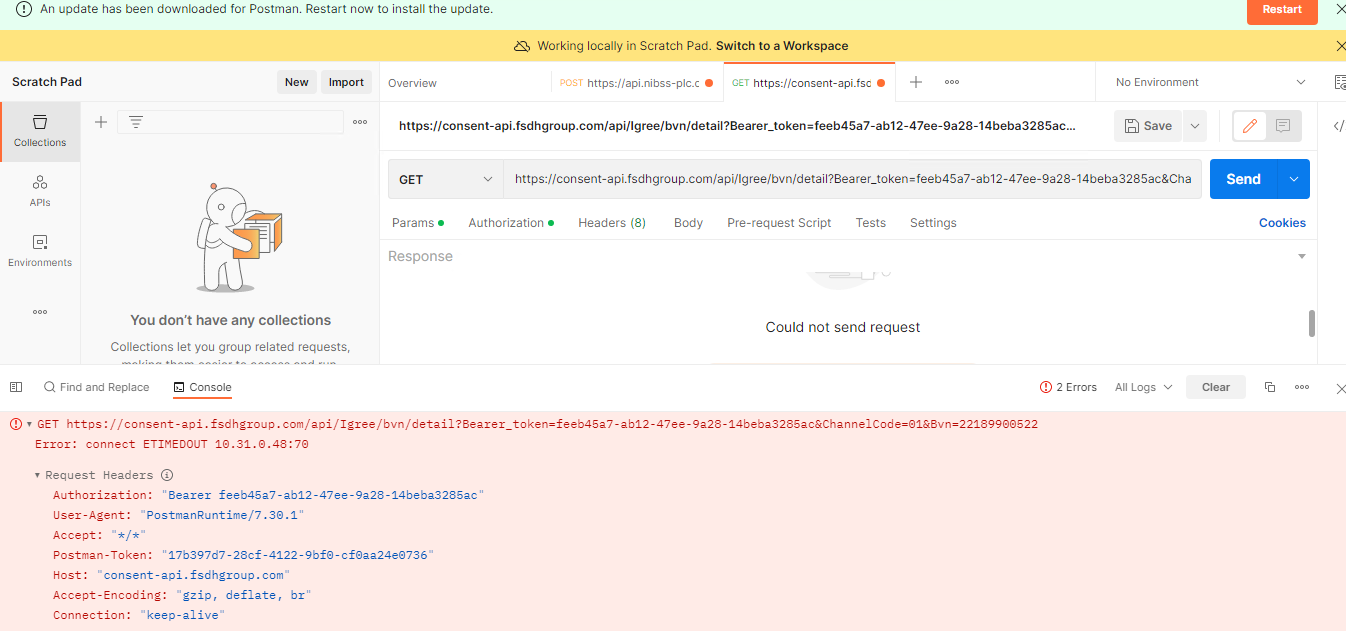 An update has been downloaded for Postman. Restart now to install the update.
Restart
Working locally in Scratch Pad. Switch to a Workspace
Scratch Pad
New
Import
Overview
POST https://api.nibss-plc.c
GET https://consent-api.fsc
No Environment
Collections
APIs
Environments
You don't have any collections
Collections let you group related requests,
making them easier to access and run.
https://consent-api.fsdhgroup.com/api/Igree/bvn/detail?Bearer_token=feeb45a7-ab12-47ee-9a28-14beba3285ac...
Save
GET
https://consent-api.fsdhgroup.com/api/Igree/bvn/detail?Bearer_token=feeb45a7-ab12-47ee-9a28-14beba3285ac&Cha
Send
Params
Authorization
Headers (8)
Body
Pre-request Script
Tests
Settings
Cookies
Response
Could not send request
Find and Replace
Console
2 Errors
All Logs
Clear
GET https://consent-api.fsdhgroup.com/api/Igree/bvn/detail?Bearer_token=feeb45a7-ab12-47ee-9a28-14beba3285ac&ChannelCode=01&Bvn=22189900522
Error: connect ETIMEDOUT 10.31.0.48:70
Request Headers
Authorization: "Bearer feeb45a7-ab12-47ee-9a28-14beba3285ac"
User-Agent: "PostmanRuntime/7.30.1"
Accept: "*/*"
Postman-Token: "17b397d7-28cf-4122-9bf0-cf0aa24e0736"
Host: "consent-api.fsdhgroup.com"
Accept-Encoding: "gzip, deflate, br"
Connection: "keep-alive"